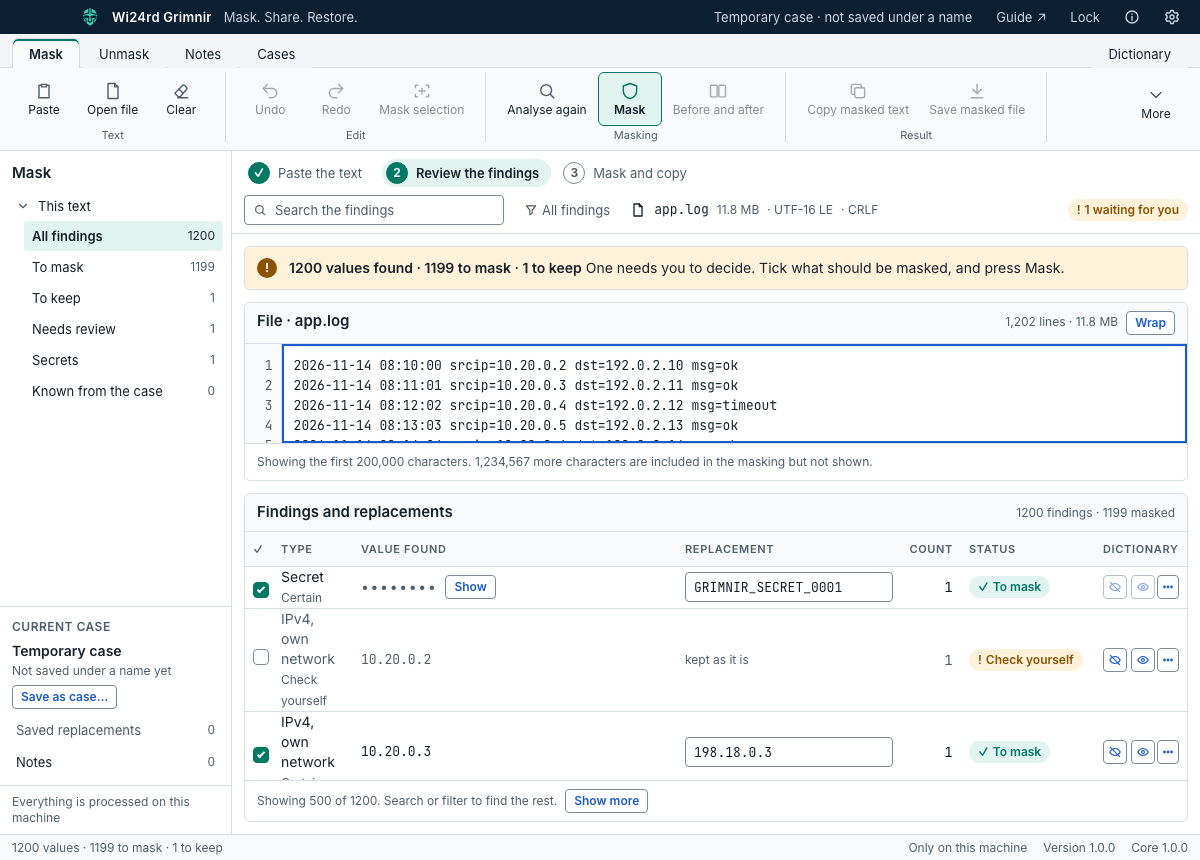 Wi24rd Grimnir Mask. Share. Restore. Temporary case · not saved under a name Guide ↗ Lock
Mask Unmask Notes Cases Dictionary
Paste Open file Clear Undo Redo Mask selection Analyse again Mask Before and after Copy masked text Save masked file More
Text Edit Masking Result
Mask
This text
All findings 1200
To mask 1199
To keep 1
Needs review 1
Secrets 1
Known from the case 0
CURRENT CASE
Temporary case
Not saved under a name yet
Save as case…
Saved replacements 0
Notes 0
Everything is processed on this
machine
Paste the text 2 Review the findings 3 Mask and copy
Search the findings All findings app.log 11.8 MB · UTF-16 LE · CRLF ! 1 waiting for you
! 1200 values found · 1199 to mask · 1 to keep One needs you to decide. Tick what should be masked, and press Mask.
File · app.log 1,202 lines · 11.8 MB Wrap
1 2026-11-14 08:10:00 srcip=10.20.0.2 dst=192.0.2.10 msg=ok
2 2026-11-14 08:11:01 srcip=10.20.0.3 dst=192.0.2.11 msg=ok
3 2026-11-14 08:12:02 srcip=10.20.0.4 dst=192.0.2.12 msg=timeout
4 2026-11-14 08:13:03 srcip=10.20.0.5 dst=192.0.2.13 msg=ok
Showing the first 200,000 characters. 1,234,567 more characters are included in the masking but not shown.
Findings and replacements 1200 findings · 1199 masked
✓ TYPE VALUE FOUND REPLACEMENT COUNT STATUS DICTIONARY
Secret
Certain
•••••••• Show GRIMNIR_SECRET_0001 1 ✓ To mask
IPv4,
own
network
Check
yourself
10.20.0.2 kept as it is 1 ! Check yourself
IPv4,
own
network
10.20.0.3 198.18.0.3 1 ✓ To mask
Showing 500 of 1200. Search or filter to find the rest. Show more
1200 values · 1199 to mask · 1 to keep Only on this machine Version 1.0.0 Core 1.0.0